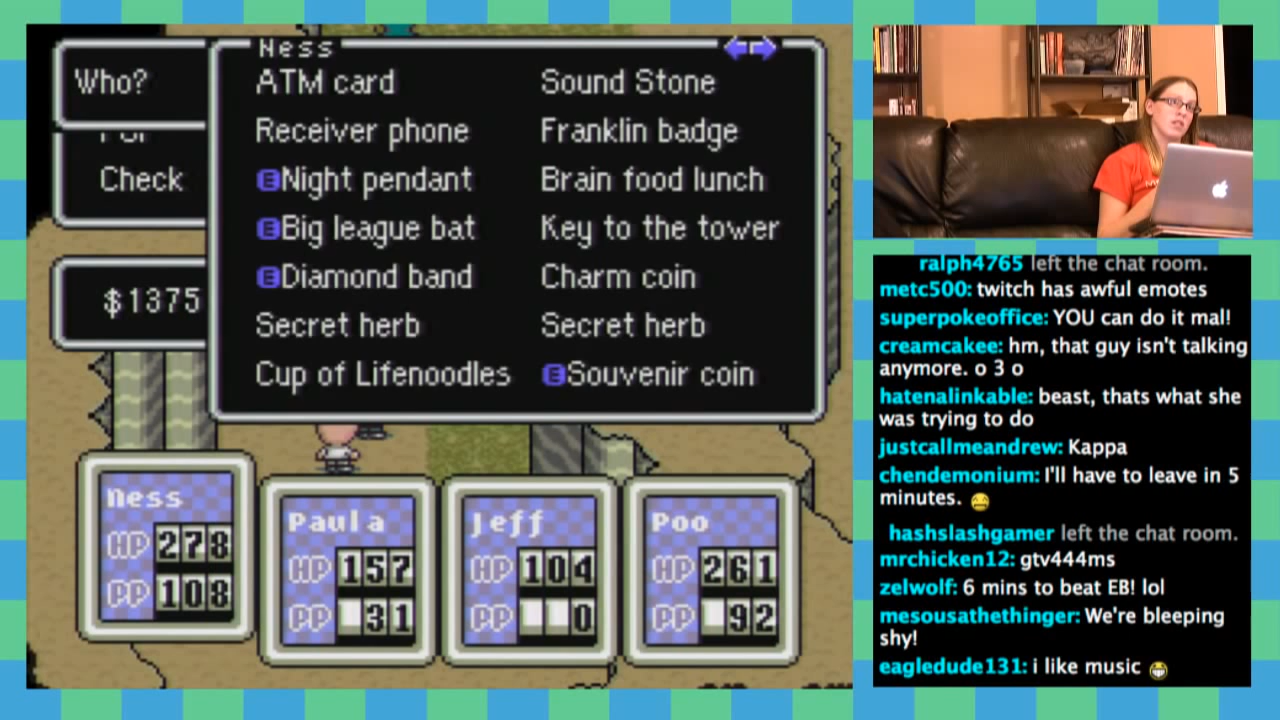 Ness
Who?
ATM card
Sound Stone
Receiver phone
Franklin badge
Check
E Night pendant
Brain food lunch
E Big league bat
Key to the tower
E Diamond band
Charm coin
$1375
Secret herb
Secret herb
Cup of Lifenoodles
E Souvenir coin
Ness
HP 278
PP 108
Paula
HP 157
PP 31
Jeff
HP 104
PP 0
Poo
HP 261
PP 92
ralph4765 left the chat room.
metc500: twitch has awful emotes
superpokeoffice: YOU can do it mal!
creamcakee: hm, that guy isn't talking
anymore. o 3 o
hatenalinkable: beast, thats what she
was trying to do
justcallmeandrew: Kappa
chendemonium: I'll have to leave in 5
minutes.
hashslashgamer left the chat room.
mrchicken12: gtv444ms
zelwolf: 6 mins to beat EB! lol
mesousathethinger: We're bleeping
shy!
eagledude131: i like music